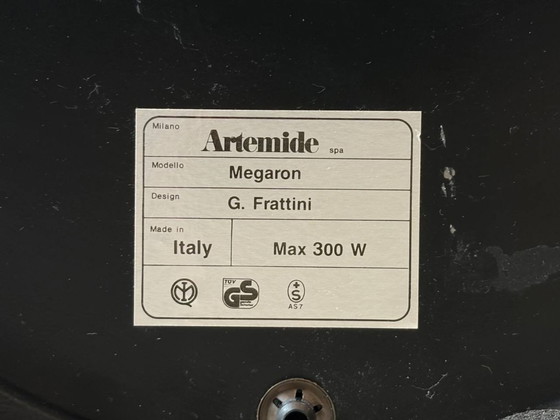 Milano
Artemide spa
Modello
Megaron
Design
G. Frattini
Made in
Italy
Max 300 W
TÜV
GS
+
S
AS7